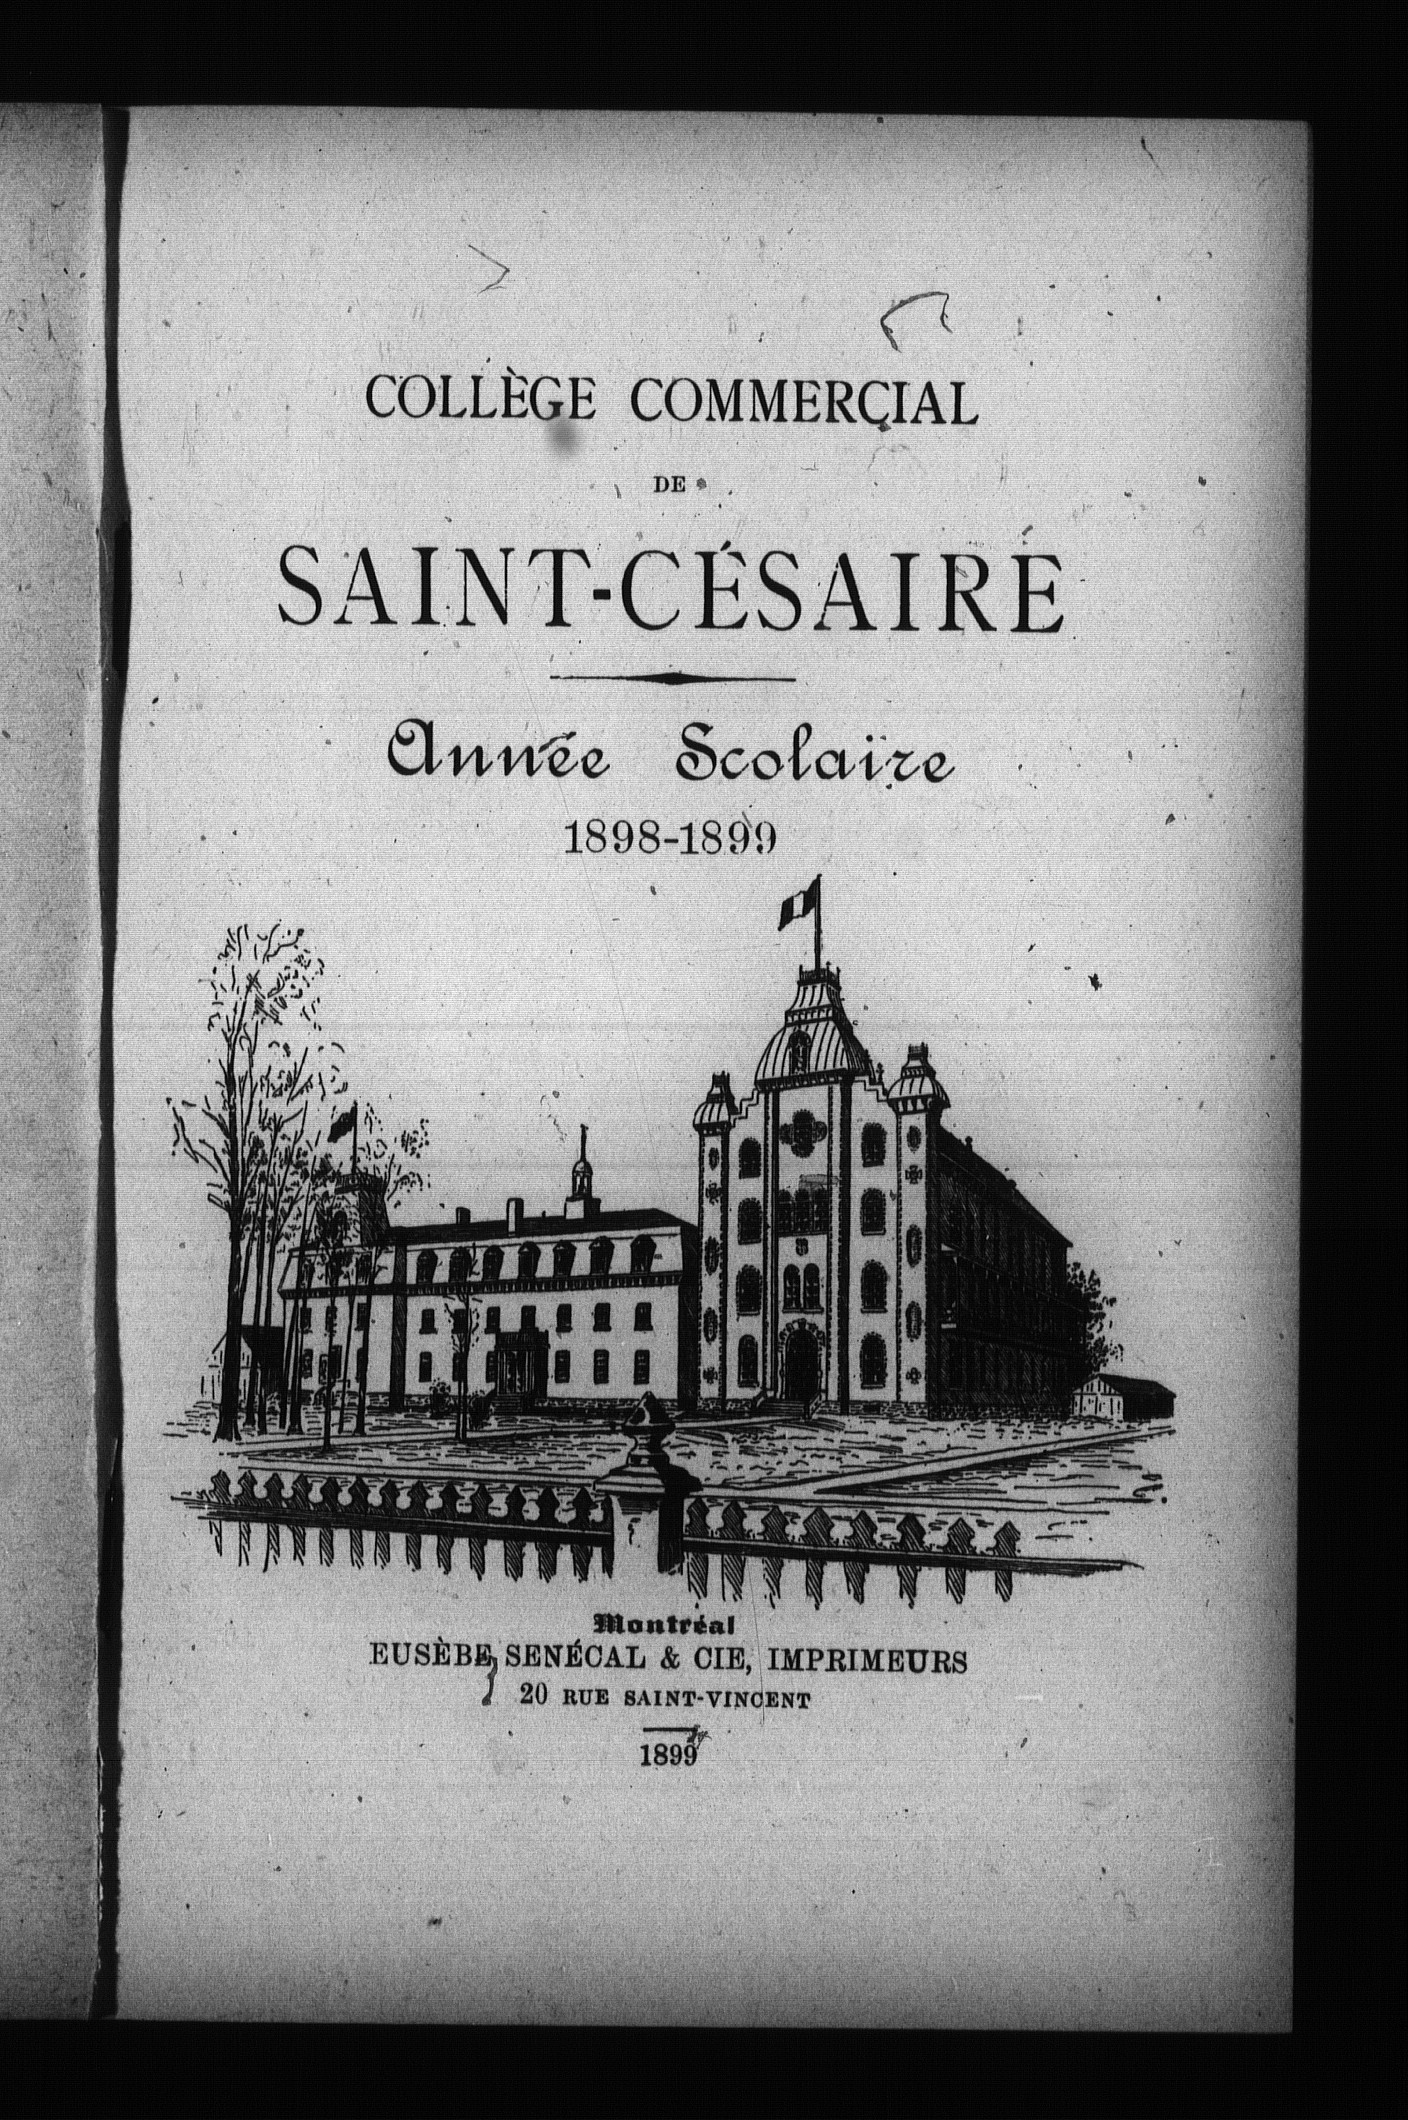 COLLÈGE COMMERCIAL
DE
SAINT-CÉSAIRE
Année Scolaire
1898-1899
Montréal
EUSÈBE SENÉCAL & CIE, IMPRIMEURS
20 RUE SAINT-VINCENT
1899